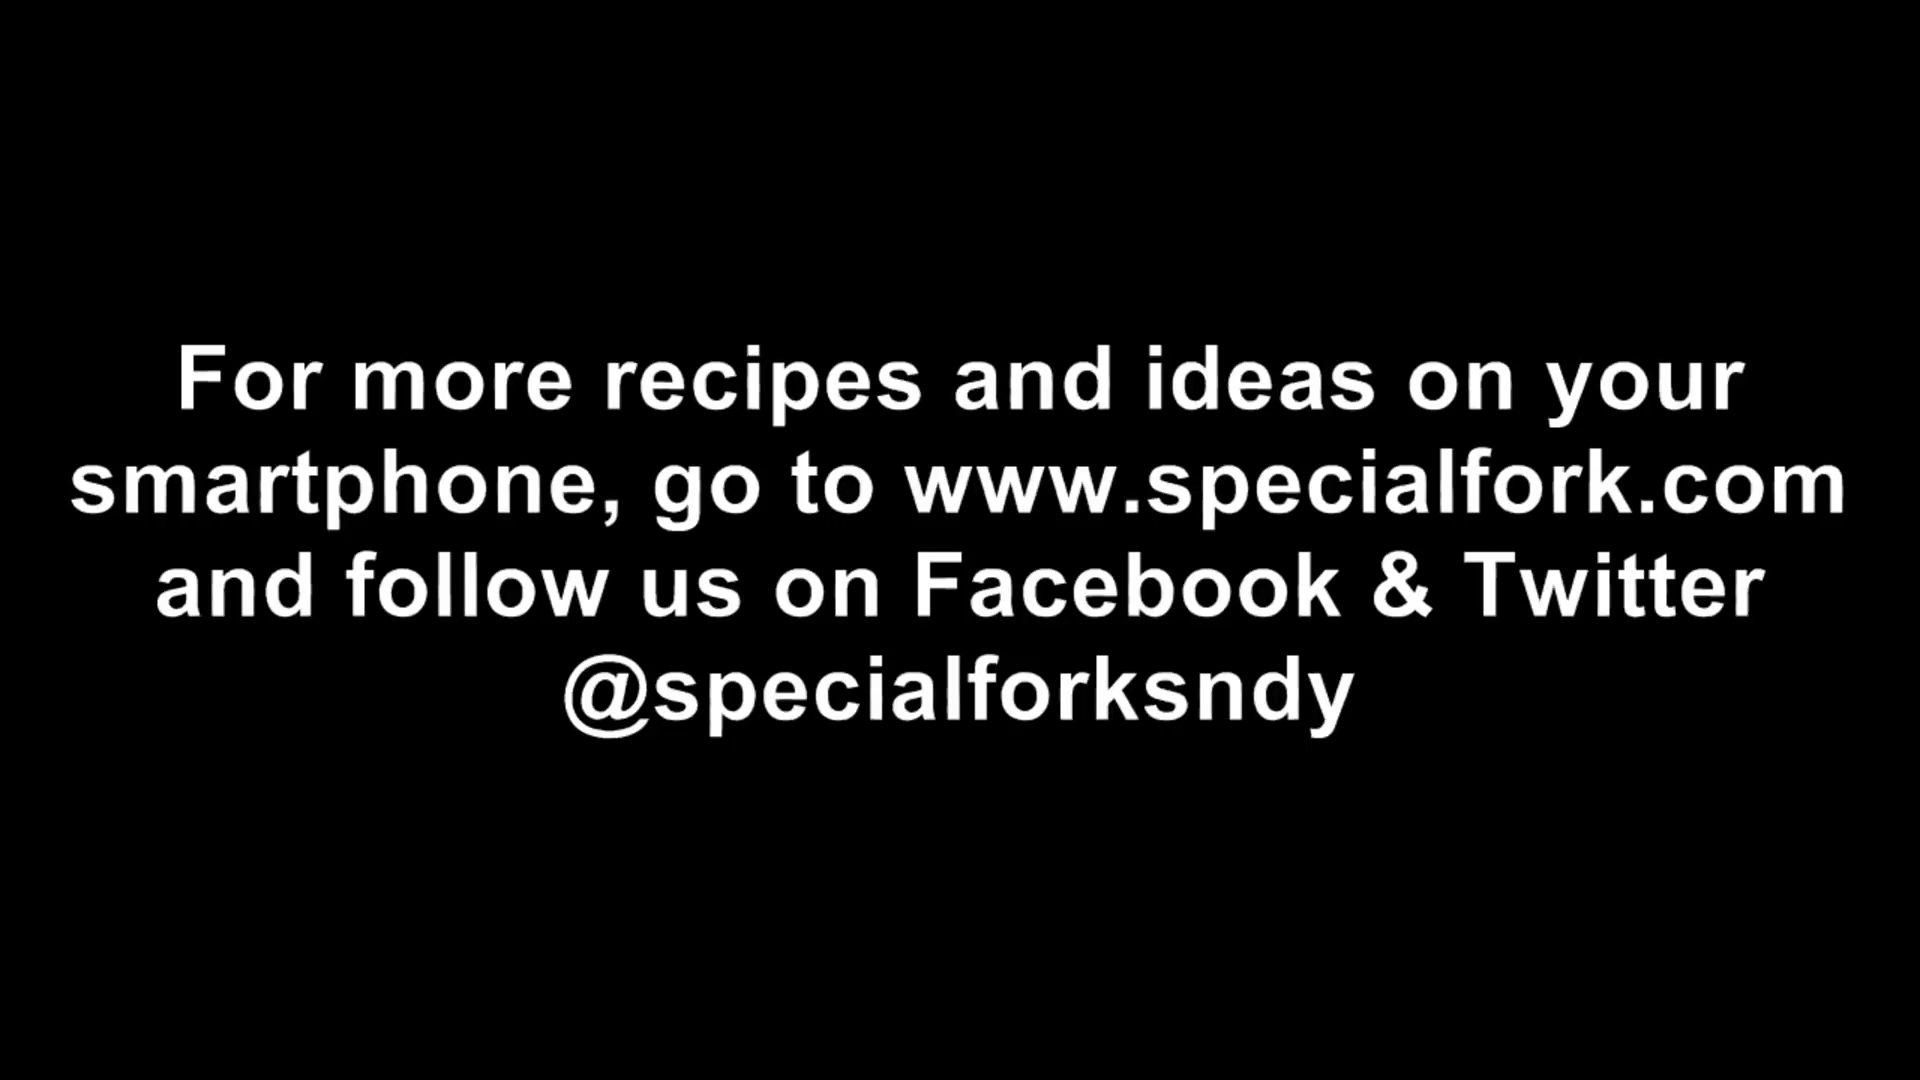 For more recipes and ideas on your
smartphone, go to www.specialfork.com
and follow us on Facebook & Twitter
@specialforksndy